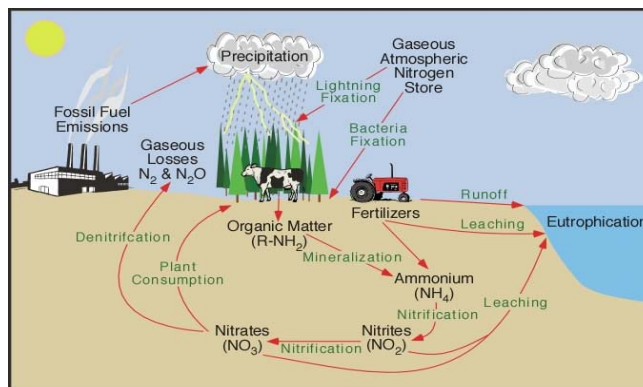 Precipitation
Gaseous
Atmospheric
Nitrogen
Store
Lightning
Fixation
Fossil Fuel
Emissions
Bacteria
Fixation
Gaseous
Losses
N₂ & N₂O
Runoff
Organic Matter
(R-NH₂)
Fertilizers
Leaching
Eutrophication
Denitrifcation
Plant
Consumption
Mineralization
Ammonium
(NH₄)
Leaching
Nitrification
Nitrates
(NO₃)
Nitrification
Nitrites
(NO₂)